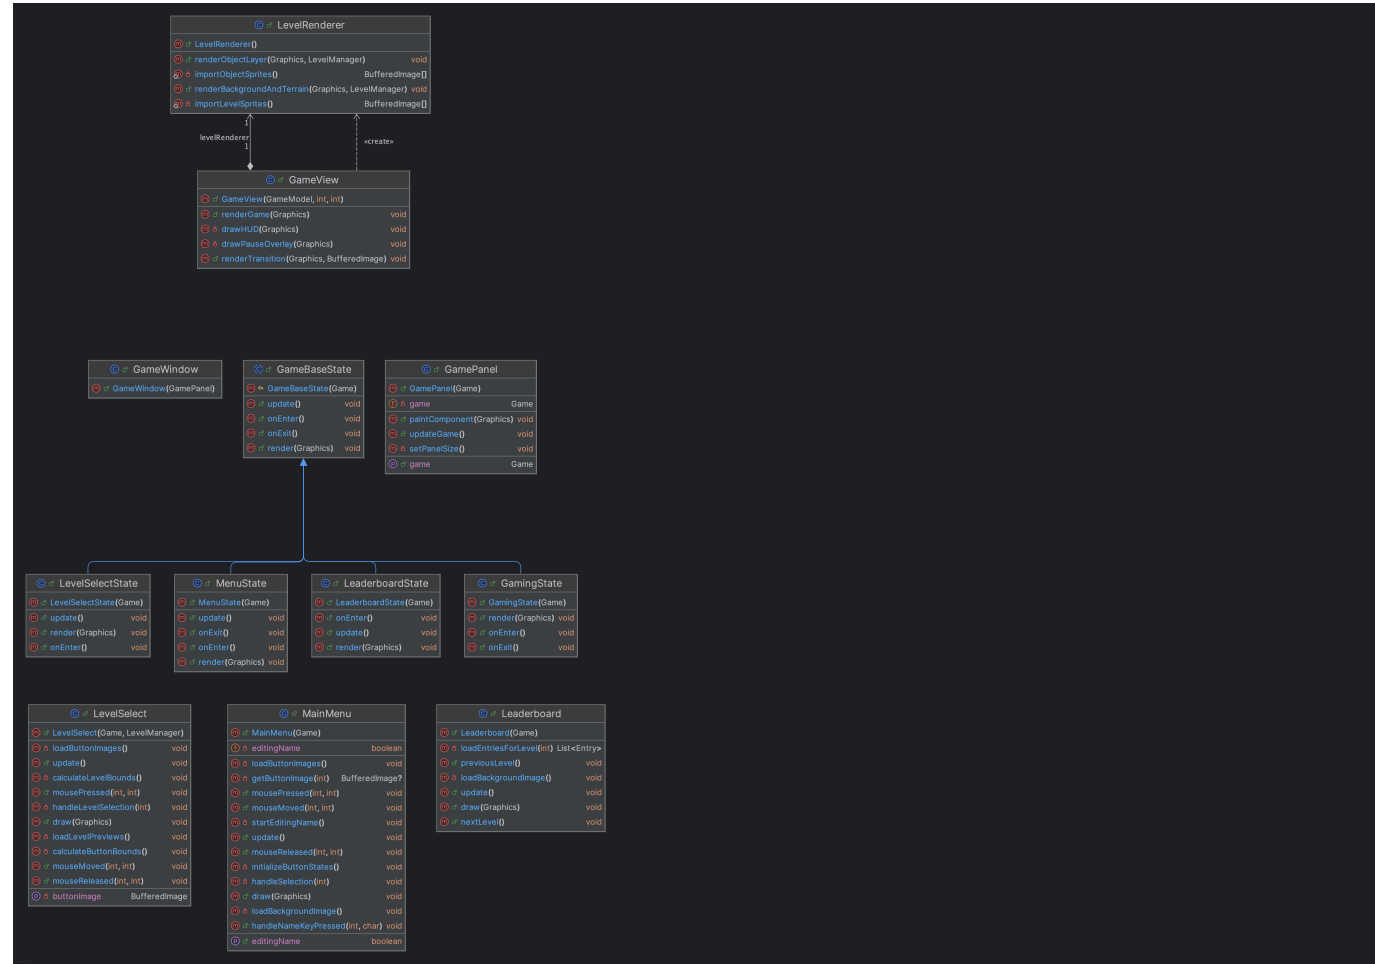 LevelRenderer
LevelRenderer()
renderObjectLayer(Graphics, LevelManager) void
importObjectSprites() BufferedImage[]
renderBackgroundAndTerrain(Graphics, LevelManager) void
importLevelSprites() BufferedImage[]
1
levelRenderer
1
«create»
GameView
GameView(GameModel, int, int)
renderGame(Graphics) void
drawHUD(Graphics) void
drawPauseOverlay(Graphics) void
renderTransition(Graphics, BufferedImage) void
GameWindow
GameWindow(GamePanel)
GameBaseState
GameBaseState(Game)
update() void
onEnter() void
onExit() void
render(Graphics) void
GamePanel
GamePanel(Game)
game Game
paintComponent(Graphics) void
updateGame() void
setPanelSize() void
game Game
LevelSelectState
LevelSelectState(Game)
update() void
render(Graphics) void
onEnter() void
MenuState
MenuState(Game)
update() void
onExit() void
onEnter() void
render(Graphics) void
LeaderboardState
LeaderboardState(Game)
onEnter() void
update() void
render(Graphics) void
GamingState
GamingState(Game)
render(Graphics) void
onEnter() void
onExit() void
LevelSelect
LevelSelect(Game, LevelManager)
loadButtonImages() void
update() void
calculateLevelBounds() void
mousePressed(int, int) void
handleLevelSelection(int) void
draw(Graphics) void
loadLevelPreviews() void
calculateButtonBounds() void
mouseMoved(int, int) void
mouseReleased(int, int) void
buttonImage BufferedImage
MainMenu
MainMenu(Game)
editingName boolean
loadButtonImages() void
getButtonImage(int) BufferedImage?
mousePressed(int, int) void
mouseMoved(int, int) void
startEditingName() void
update() void
mouseReleased(int, int) void
initializeButtonStates() void
handleSelection(int) void
draw(Graphics) void
loadBackgroundImage() void
handleNameKeyPressed(int, char) void
editingName boolean
Leaderboard
Leaderboard(Game)
loadEntriesForLevel(int) List<Entry>
previousLevel() void
loadBackgroundImage() void
update() void
draw(Graphics) void
nextLevel() void